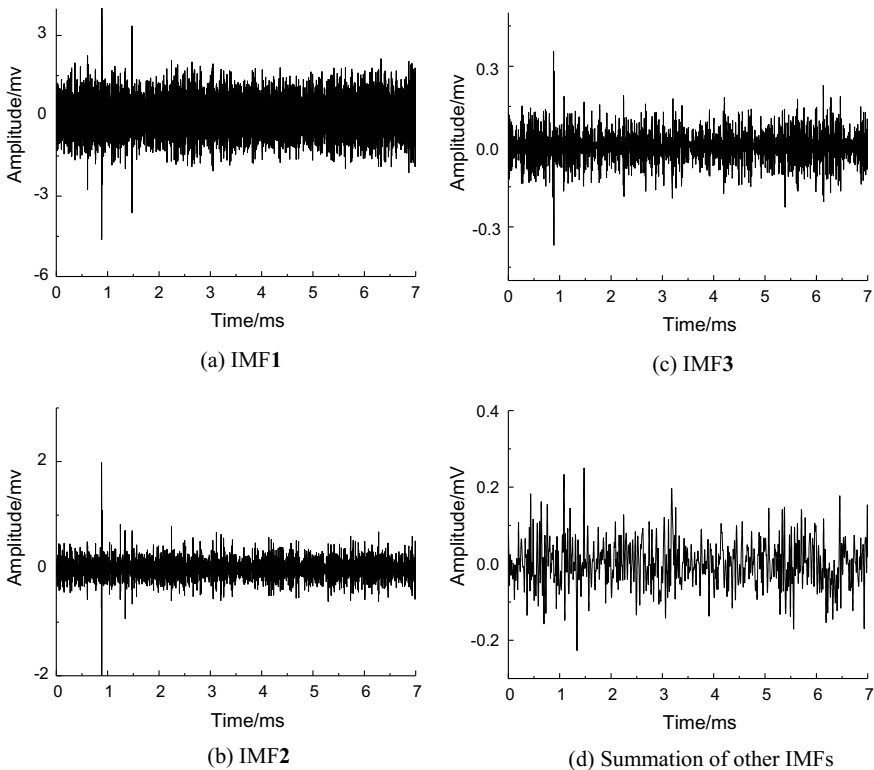 3
0
-3
-6
Amplitude/mv
0 1 2 3 4 5 6 7
Time/ms
(a) IMF1
0.3
0.0
-0.3
Amplitude/mv
0 1 2 3 4 5 6 7
Time/ms
(c) IMF3
2
0
-2
Amplitude/mv
0 1 2 3 4 5 6 7
Time/ms
(b) IMF2
0.4
0.2
0.0
-0.2
Amplitude/mV
0 1 2 3 4 5 6 7
Time/ms
(d) Summation of other IMFs